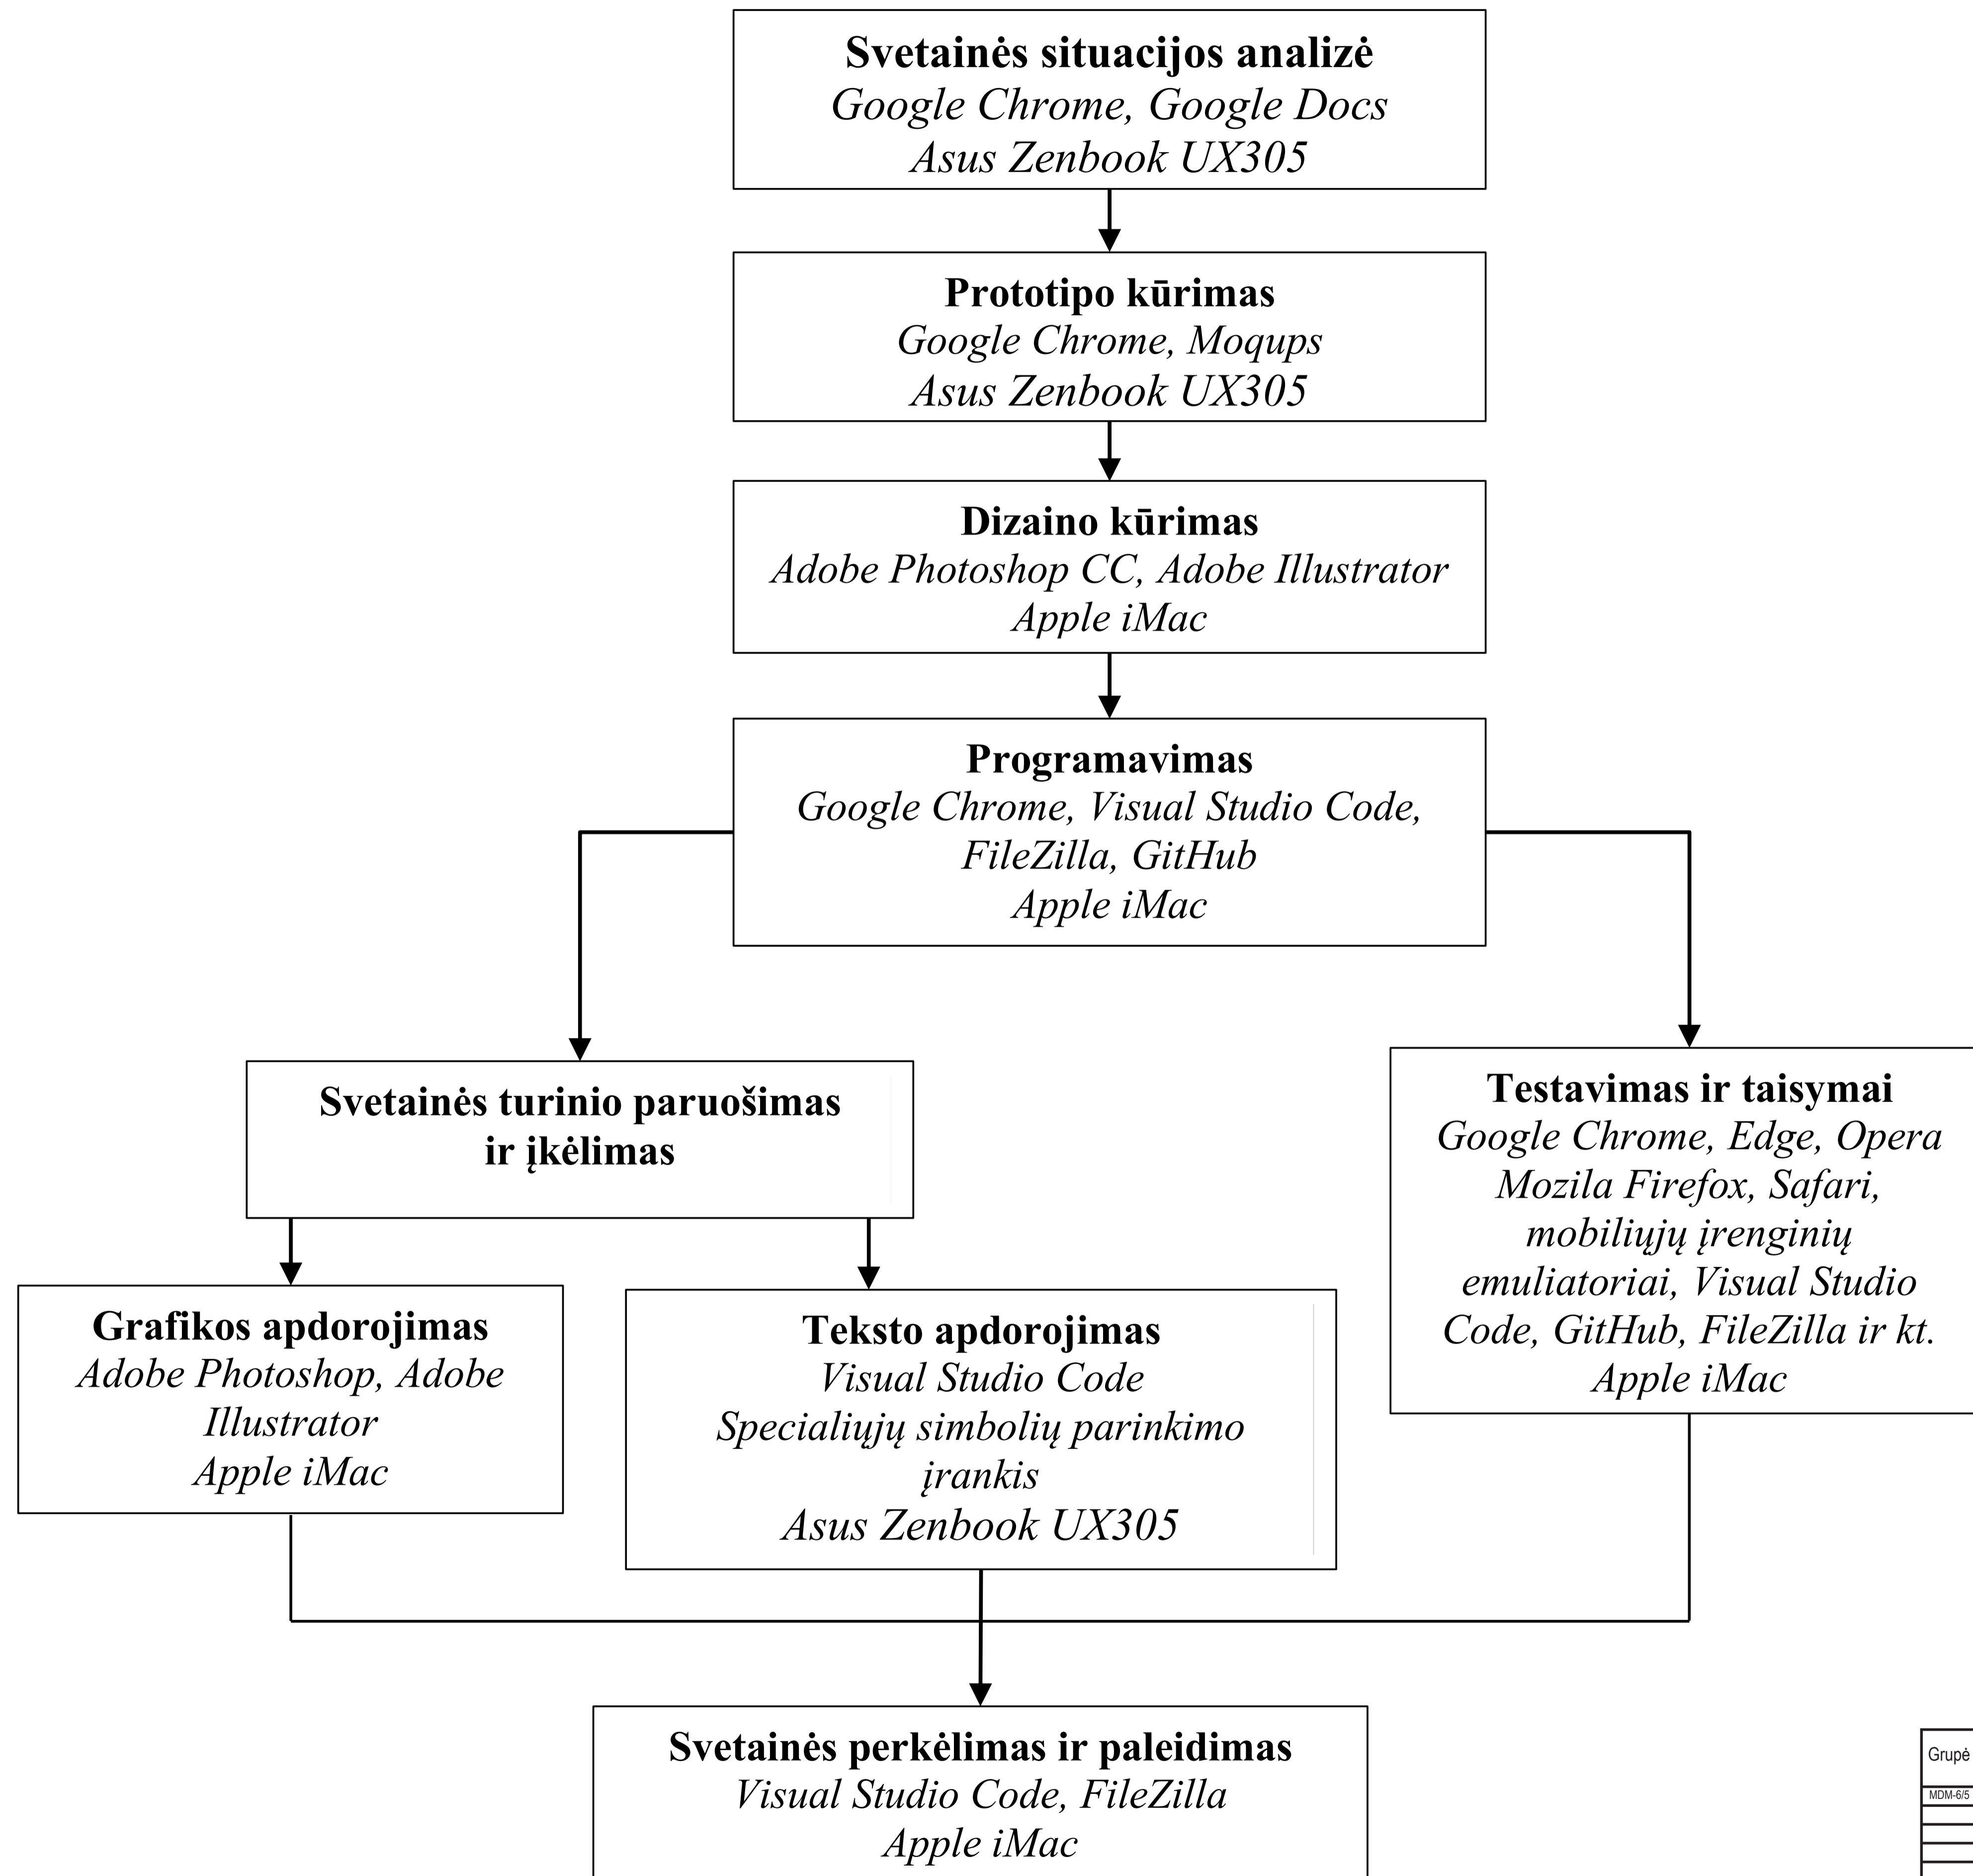 Svetainės situacijos analizė
Google Chrome, Google Docs
Asus Zenbook UX305
Prototipo kūrimas
Google Chrome, Moqups
Asus Zenbook UX305
Dizaino kūrimas
Adobe Photoshop CC, Adobe Illustrator
Apple iMac
Programavimas
Google Chrome, Visual Studio Code,
FileZilla, GitHub
Apple iMac
Svetainės turinio paruošimas
ir įkėlimas
Testavimas ir taisymai
Google Chrome, Edge, Opera
Mozila Firefox, Safari,
mobiliųjų įrenginių
emuliatoriai, Visual Studio
Code, GitHub, FileZilla ir kt.
Apple iMac
Grafikos apdorojimas
Adobe Photoshop, Adobe
Illustrator
Apple iMac
Teksto apdorojimas
Visual Studio Code
Specialiųjų simbolių parinkimo
įrankis
Asus Zenbook UX305
Svetainės perkėlimas ir paleidimas
Visual Studio Code, FileZilla
Apple iMac
Grupė
MDM-6/5